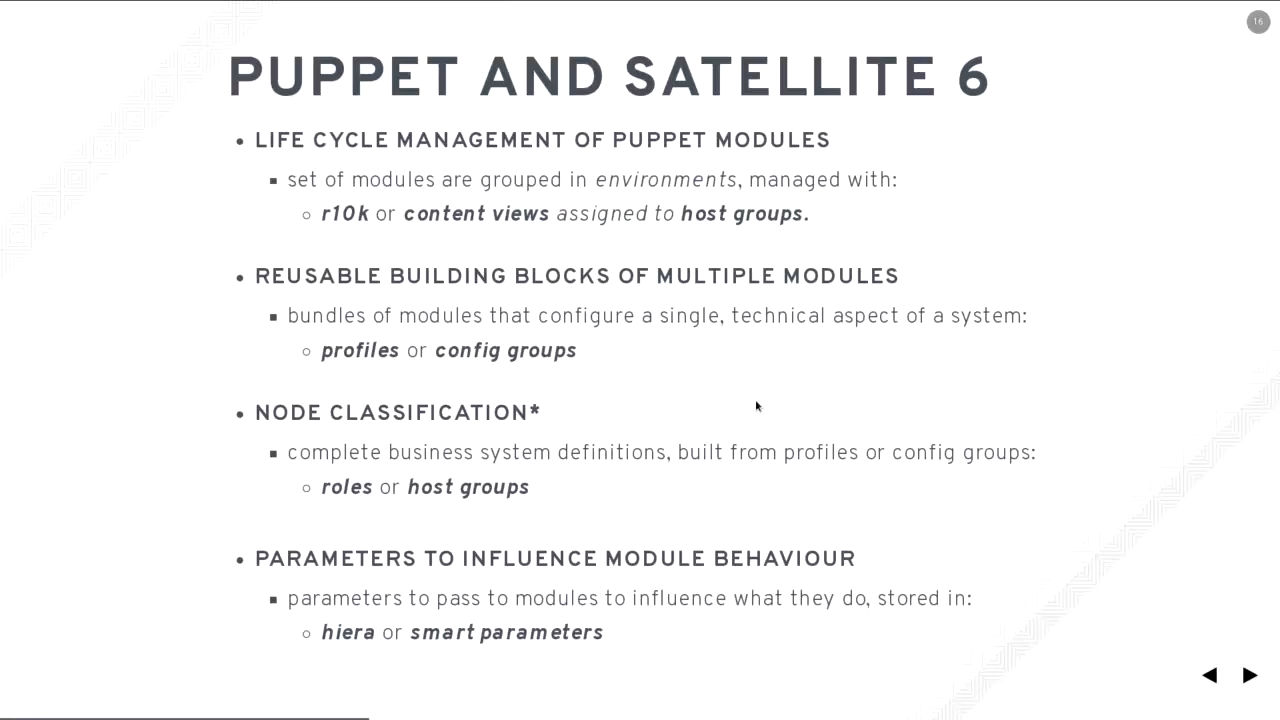 16
PUPPET AND SATELLITE 6
• LIFE CYCLE MANAGEMENT OF PUPPET MODULES
▪ set of modules are grouped in environments, managed with:
○ r10k or content views assigned to host groups.
• REUSABLE BUILDING BLOCKS OF MULTIPLE MODULES
▪ bundles of modules that configure a single, technical aspect of a system:
○ profiles or config groups
• NODE CLASSIFICATION*
▪ complete business system definitions, built from profiles or config groups:
○ roles or host groups
• PARAMETERS TO INFLUENCE MODULE BEHAVIOUR
▪ parameters to pass to modules to influence what they do, stored in:
○ hiera or smart parameters